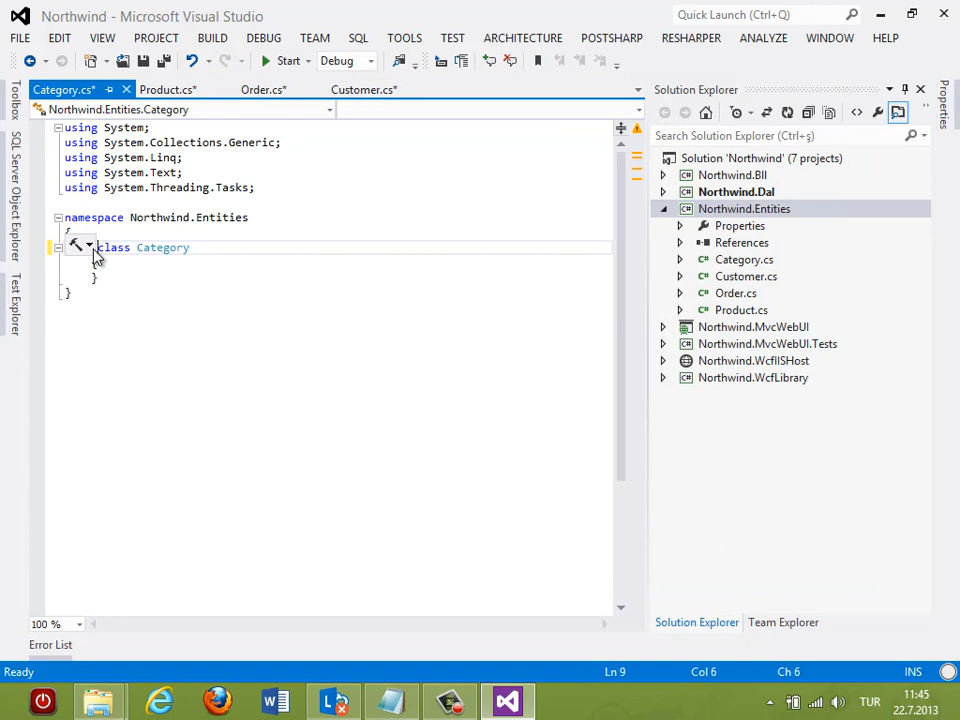 Northwind - Microsoft Visual Studio
Quick Launch (Ctrl+Q)
FILE EDIT VIEW PROJECT BUILD DEBUG TEAM SQL TOOLS TEST ARCHITECTURE POSTSHARP RESHARPER ANALYZE WINDOW HELP
Start Debug
Toolbox
SQL Server Object Explorer
Test Explorer
Category.cs* Product.cs* Order.cs* Customer.cs*
Northwind.Entities.Category
using System;
using System.Collections.Generic;
using System.Linq;
using System.Text;
using System.Threading.Tasks;
namespace Northwind.Entities
{
class Category
{
}
}
100 %
Error List
Solution Explorer
Search Solution Explorer (Ctrl+ş)
Solution 'Northwind' (7 projects)
Northwind.Bll
Northwind.Dal
Northwind.Entities
Properties
References
Category.cs
Customer.cs
Order.cs
Product.cs
Northwind.MvcWebUI
Northwind.MvcWebUI.Tests
Northwind.WcfIISHost
Northwind.WcfLibrary
Solution Explorer Team Explorer
Properties
Ready Ln 9 Col 6 Ch 6 INS
TUR
11:45
22.7.2013